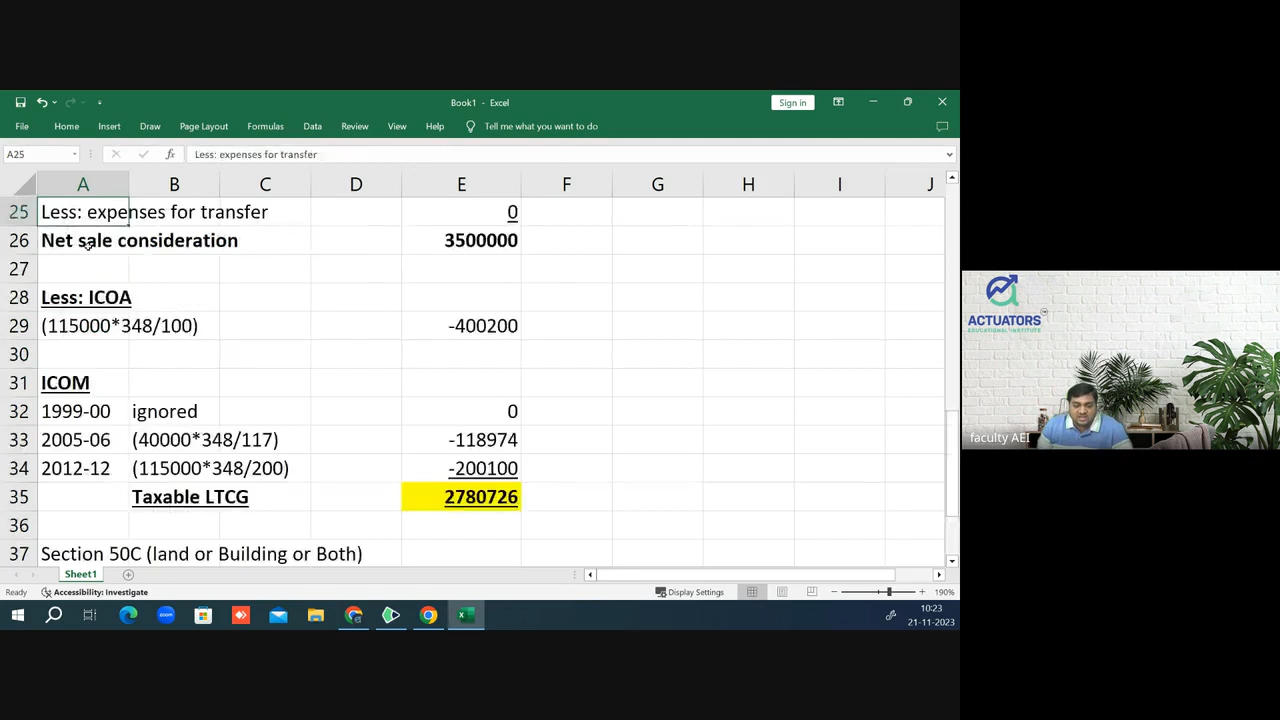 Book1 - Excel
Sign in
File Home Insert Draw Page Layout Formulas Data Review View Help Tell me what you want to do
A25 fx Less: expenses for transfer
A B C D E F G H I J
25 Less: expenses for transfer 0
26 Net sale consideration 3500000
27
28 Less: ICOA
29 (115000*348/100) -400200
30
31 ICOM
32 1999-00 ignored 0
33 2005-06 (40000*348/117) -118974
34 2012-12 (115000*348/200) -200100
35 Taxable LTCG 2780726
36
37 Section 50C (land or Building or Both)
Sheet1
Ready Accessibility: Investigate Display Settings 190%
zoom
10:23
21-11-2023
ACTUATORS
EDUCATIONAL INSTITUTE
faculty AEI